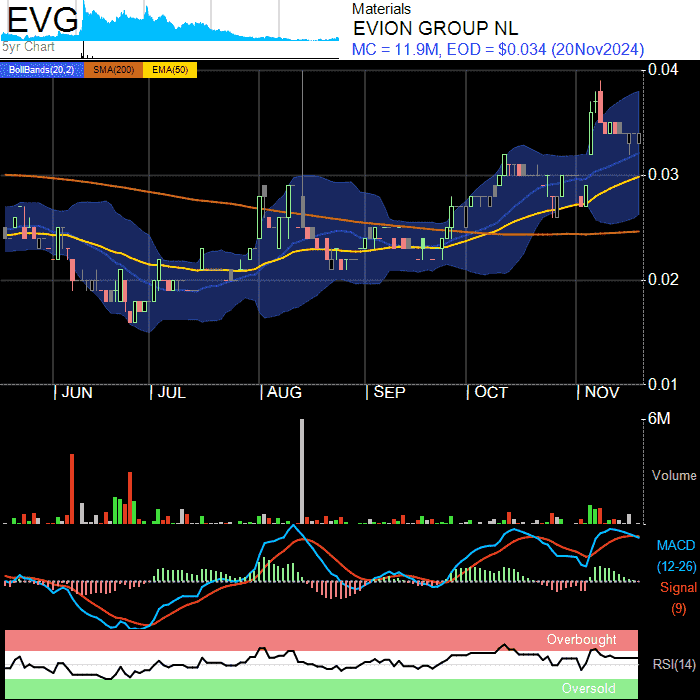 EVG
5yr Chart
Materials
EVION GROUP NL
MC = 11.9M, EOD = $0.034 (20Nov2024)
BollBands(20,2) SMA(200) EMA(50)
0.04
0.03
0.02
0.01
JUN JUL AUG SEP OCT NOV
6M
Volume
MACD
(12-26)
Signal
(9)
Overbought
RSI(14)
Oversold